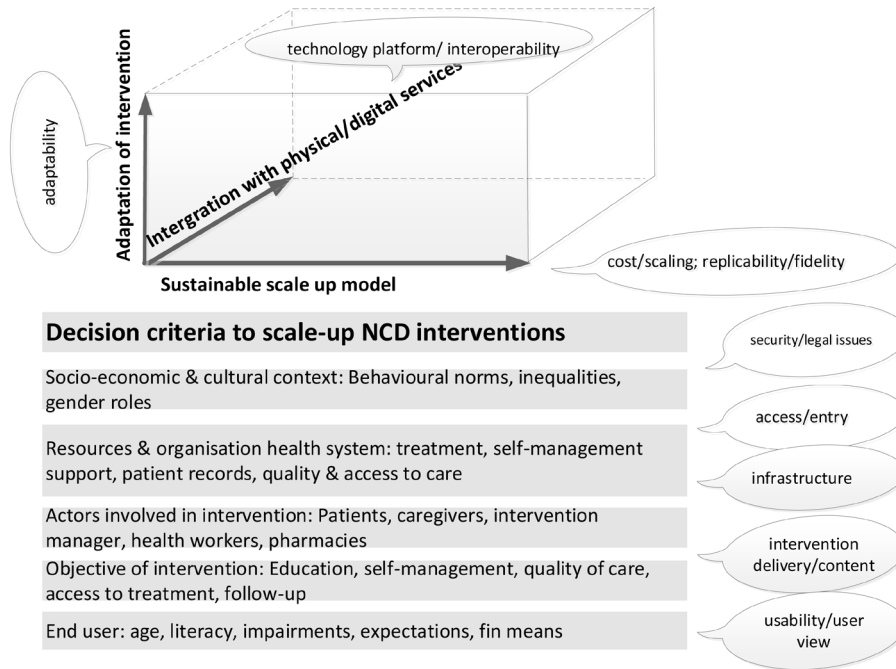 technology platform/ interoperability
adaptability
Adaptation of intervention
Intergration with physical/digital services
cost/scaling; replicability/fidelity
Sustainable scale up model
Decision criteria to scale-up NCD interventions
security/legal issues
Socio-economic & cultural context: Behavioural norms, inequalities,
gender roles
access/entry
Resources & organisation health system: treatment, self-management
support, patient records, quality & access to care
infrastructure
Actors involved in intervention: Patients, caregivers, intervention
manager, health workers, pharmacies
intervention
delivery/content
Objective of intervention: Education, self-management, quality of care,
access to treatment, follow-up
End user: age, literacy, impairments, expectations, fin means
usability/user
view